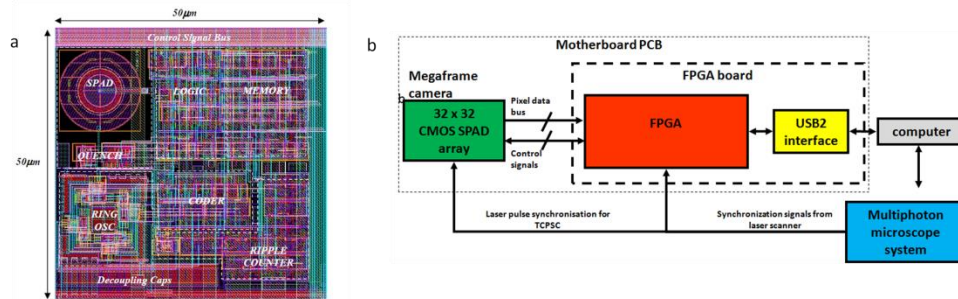 50µm
a
50µm
Control Signal Bus
SPAD
LOGIC
MEMORY
QUENCH
CODER
RING
OSC
RIPPLE
COUNTER
Decoupling Caps
b
Motherboard PCB
Megaframe
camera
FPGA board
32 x 32
CMOS SPAD
array
Pixel data
bus
Control
signals
FPGA
USB2
interface
computer
Laser pulse synchronisation for
TCPSC
Synchronization signals from
laser scanner
Multiphoton
microscope
system